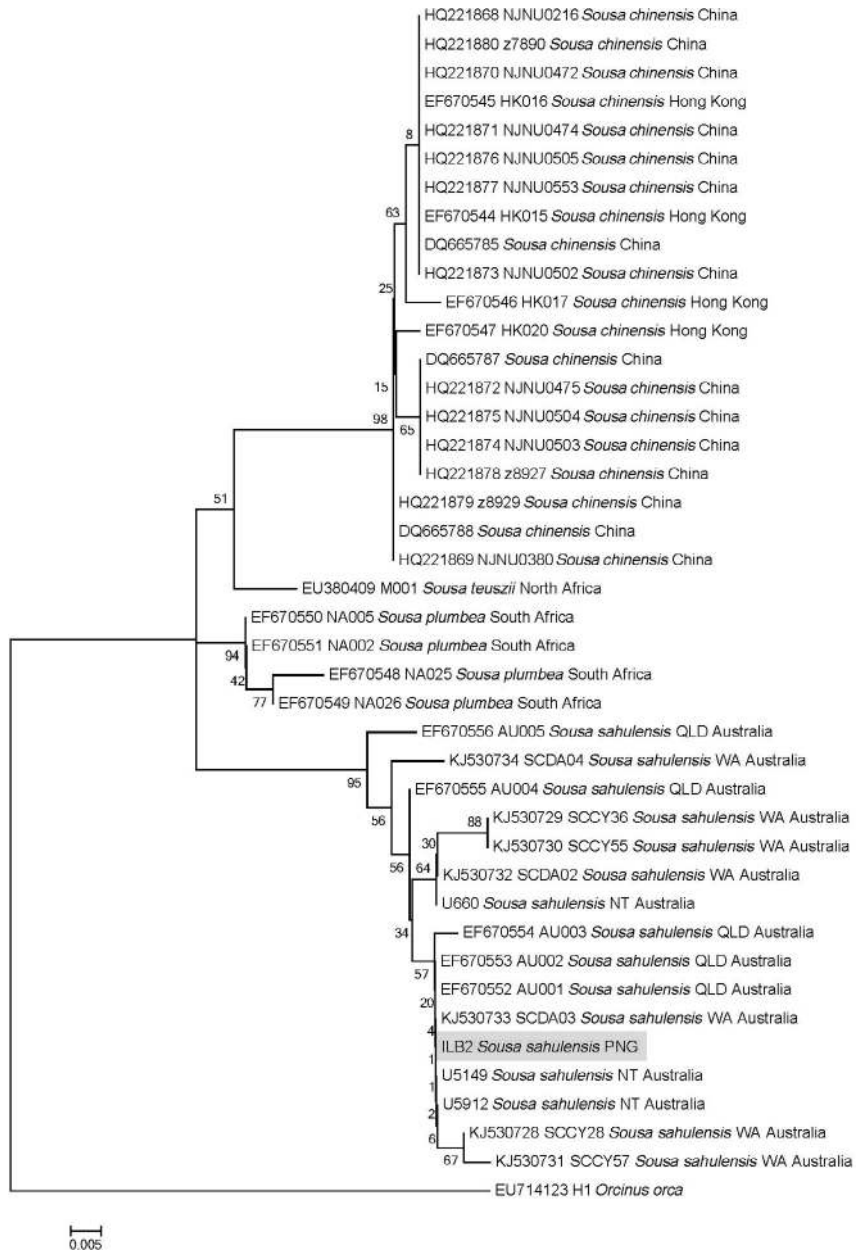 HQ221868 NJNU0216 Sousa chinensis China
HQ221880 z7890 Sousa chinensis China
HQ221870 NJNU0472 Sousa chinensis China
EF670545 HK016 Sousa chinensis Hong Kong
8
HQ221871 NJNU0474 Sousa chinensis China
HQ221876 NJNU0505 Sousa chinensis China
HQ221877 NJNU0553 Sousa chinensis China
63
EF670544 HK015 Sousa chinensis Hong Kong
DQ665785 Sousa chinensis China
HQ221873 NJNU0502 Sousa chinensis China
25
EF670546 HK017 Sousa chinensis Hong Kong
EF670547 HK020 Sousa chinensis Hong Kong
DQ665787 Sousa chinensis China
15
HQ221872 NJNU0475 Sousa chinensis China
98
HQ221875 NJNU0504 Sousa chinensis China
65
HQ221874 NJNU0503 Sousa chinensis China
HQ221878 z8927 Sousa chinensis China
51
HQ221879 z8929 Sousa chinensis China
DQ665788 Sousa chinensis China
HQ221869 NJNU0380 Sousa chinensis China
EU380409 M001 Sousa teuszii North Africa
EF670550 NA005 Sousa plumbea South Africa
EF670551 NA002 Sousa plumbea South Africa
94
EF670548 NA025 Sousa plumbea South Africa
42
77
EF670549 NA026 Sousa plumbea South Africa
EF670556 AU005 Sousa sahulensis QLD Australia
KJ530734 SCDA04 Sousa sahulensis WA Australia
95
EF670555 AU004 Sousa sahulensis QLD Australia
56
88
KJ530729 SCCY36 Sousa sahulensis WA Australia
30
KJ530730 SCCY55 Sousa sahulensis WA Australia
56
64
KJ530732 SCDA02 Sousa sahulensis WA Australia
U660 Sousa sahulensis NT Australia
34
EF670554 AU003 Sousa sahulensis QLD Australia
EF670553 AU002 Sousa sahulensis QLD Australia
57
EF670552 AU001 Sousa sahulensis QLD Australia
20
KJ530733 SCDA03 Sousa sahulensis WA Australia
4
ILB2 Sousa sahulensis PNG
1
U5149 Sousa sahulensis NT Australia
1
U5912 Sousa sahulensis NT Australia
2
KJ530728 SCCY28 Sousa sahulensis WA Australia
6
67
KJ530731 SCCY57 Sousa sahulensis WA Australia
EU714123 H1 Orcinus orca
0.005